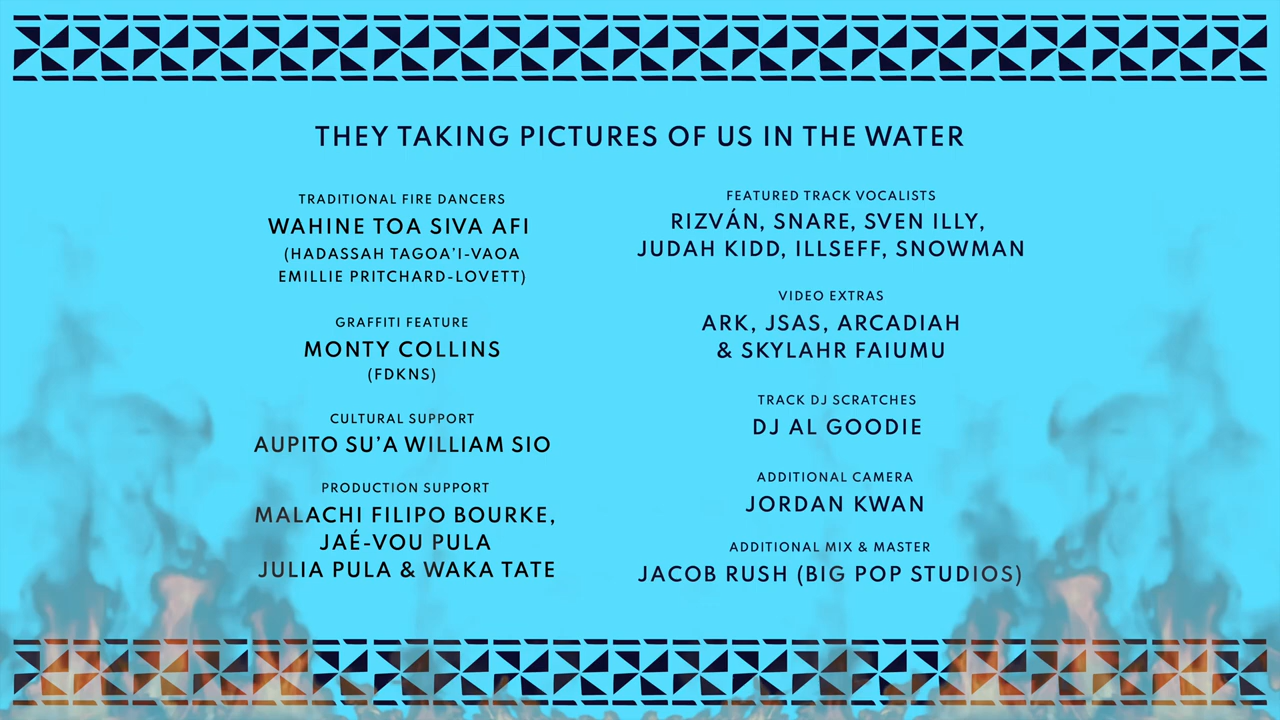 THEY TAKING PICTURES OF US IN THE WATER
TRADITIONAL FIRE DANCERS
WAHINE TOA SIVA AFI
(HADASSAH TAGOA'I-VAOA
EMILLIE PRITCHARD-LOVETT)
GRAFFITI FEATURE
MONTY COLLINS
(FDKNS)
CULTURAL SUPPORT
AUPITO SU'A WILLIAM SIO
PRODUCTION SUPPORT
MALACHI FILIPO BOURKE,
JAÉ-VOU PULA
JULIA PULA & WAKA TATE
FEATURED TRACK VOCALISTS
RIZVÁN, SNARE, SVEN ILLY,
JUDAH KIDD, ILLSEFF, SNOWMAN
VIDEO EXTRAS
ARK, JSAS, ARCADIAH
& SKYLAHR FAIUMU
TRACK DJ SCRATCHES
DJ AL GOODIE
ADDITIONAL CAMERA
JORDAN KWAN
ADDITIONAL MIX & MASTER
JACOB RUSH (BIG POP STUDIOS)